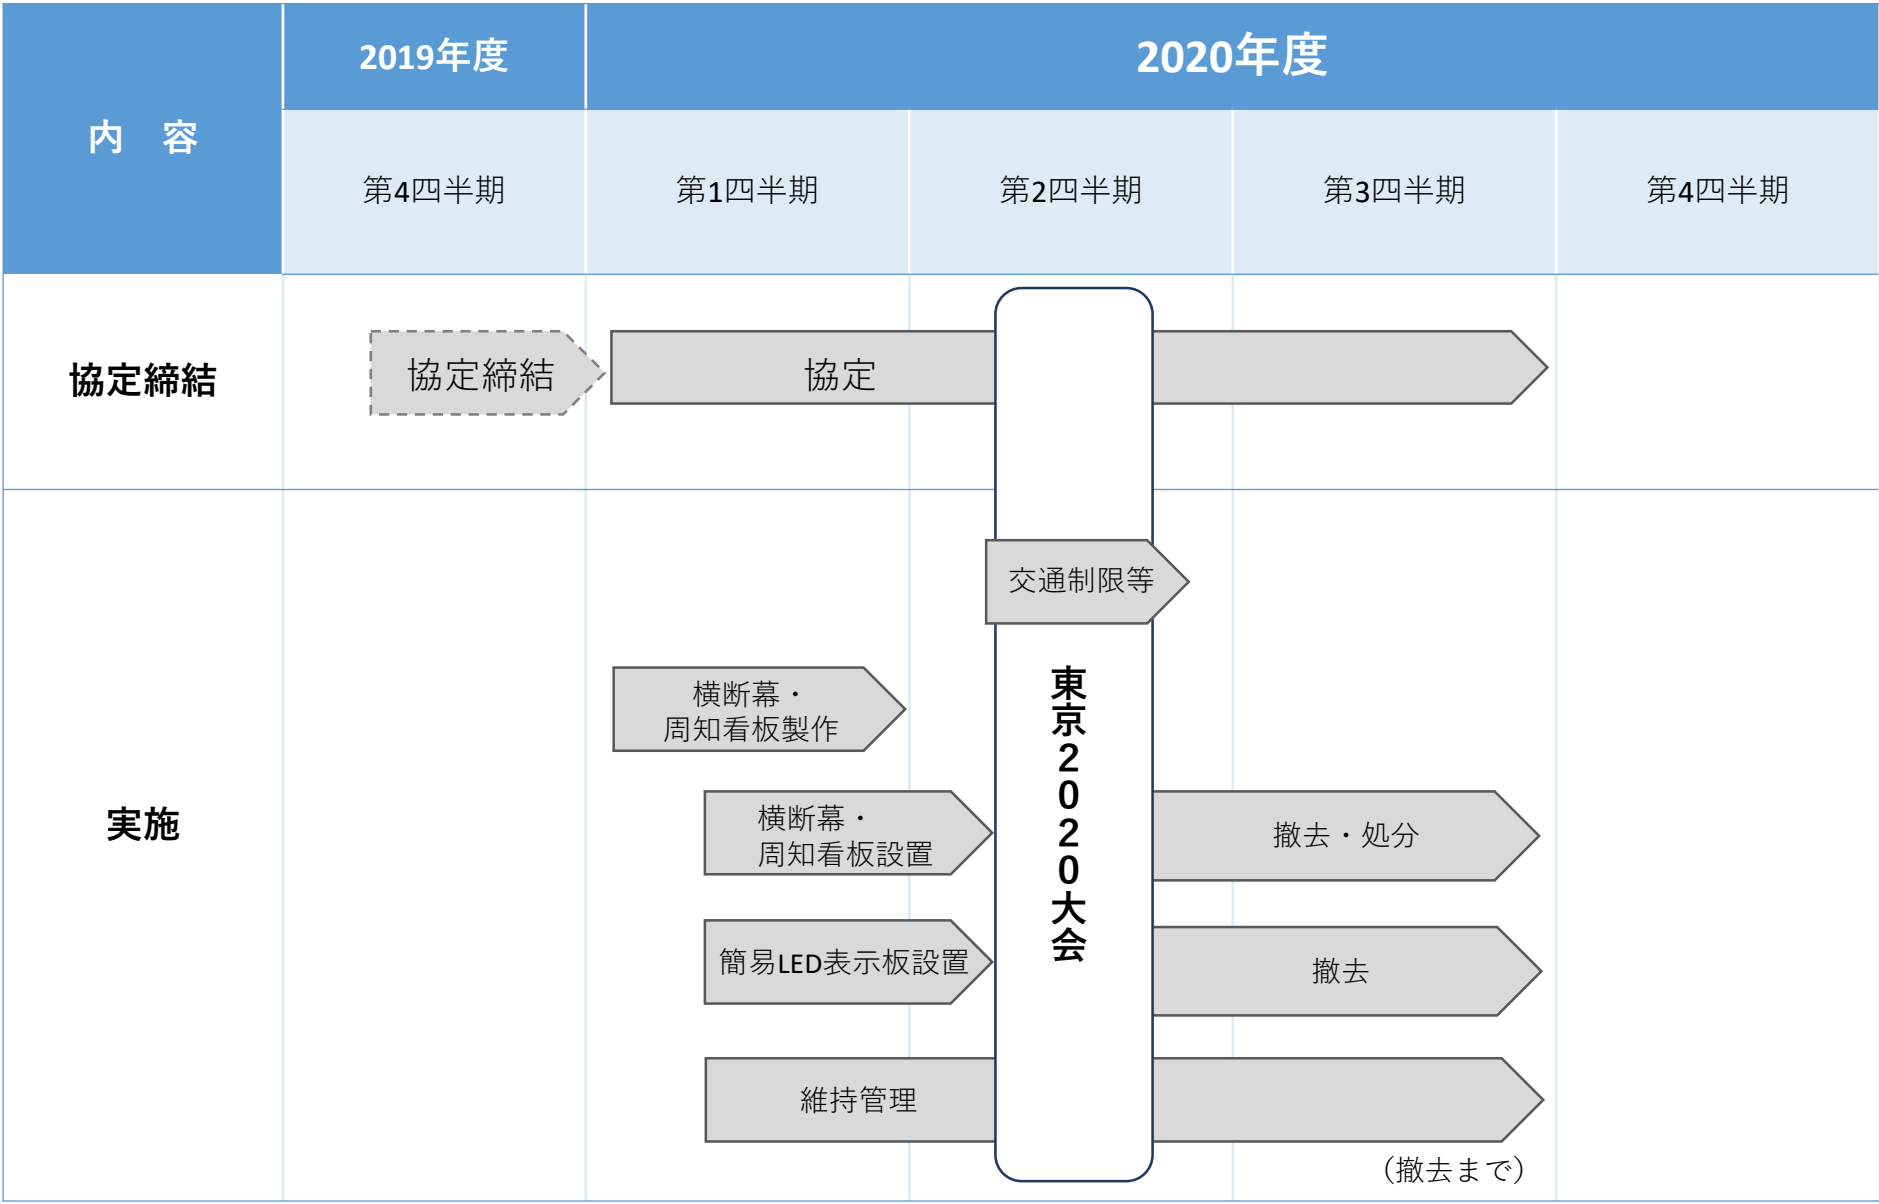 内　容
2019年度
2020年度
第4四半期
第1四半期
第2四半期
第3四半期
第4四半期
協定締結
協定締結
協定
実施
交通制限等
横断幕・
周知看板製作
横断幕・
周知看板設置
撤去・処分
簡易LED表示板設置
撤去
維持管理
（撤去まで）
東京２０２０大会